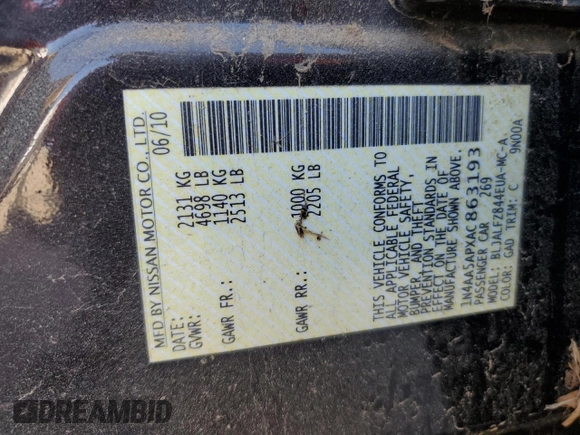 MFD BY NISSAN MOTOR CO., LTD.
DATE: 06/10
GVWR: 2131 KG
4698 LB
GAWR FR.: 1140 KG
2513 LB
GAWR RR.: 1000 KG
2205 LB
THIS VEHICLE CONFORMS TO
ALL APPLICABLE FEDERAL
MOTOR VEHICLE SAFETY,
BUMPER, AND THEFT
PREVENTION STANDARDS IN
EFFECT ON THE DATE OF
MANUFACTURE SHOWN ABOVE.
1N4AA5APXAC863193
PASSENGER CAR 269
MODEL: BLJALFZ844EUA-MC-A
COLOR: GAD TRIM: C 9N00A
DREAMBID